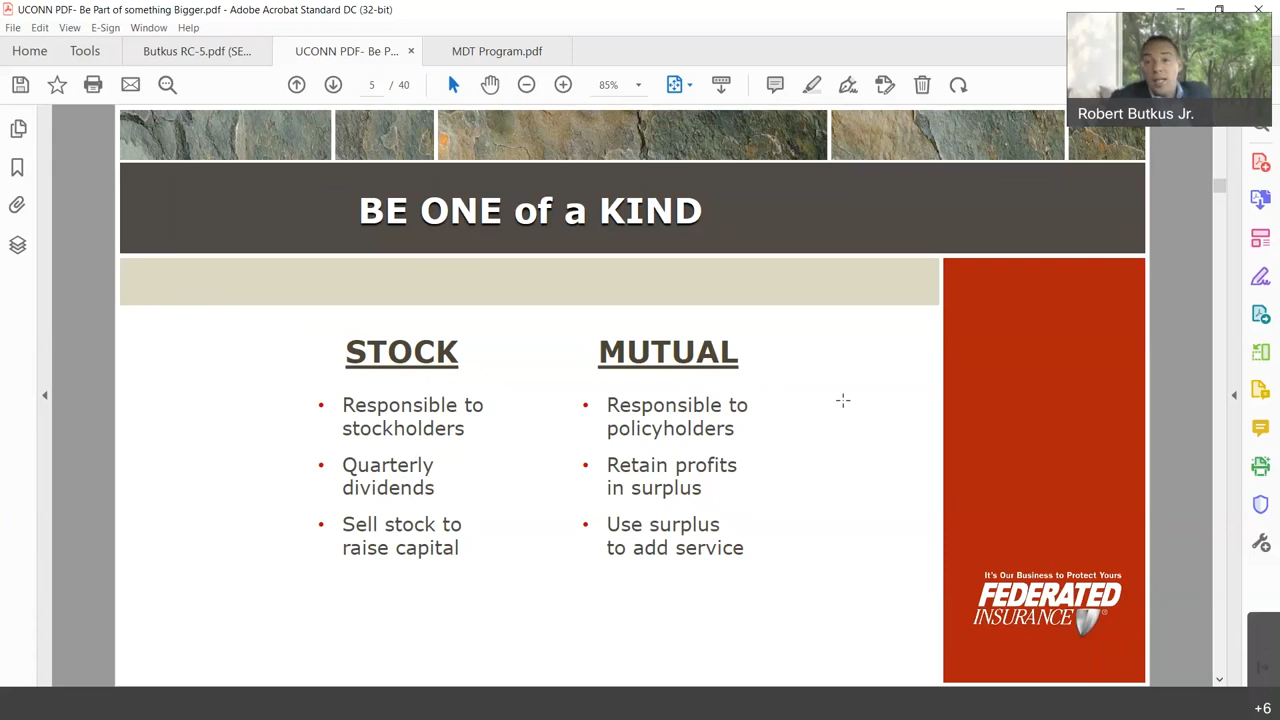 UCONN PDF- Be Part of something Bigger.pdf - Adobe Acrobat Standard DC (32-bit)
File Edit View E-Sign Window Help
Home Tools Butkus RC-5.pdf (SE... UCONN PDF- Be P... × MDT Program.pdf
5 / 40 85%
Robert Butkus Jr.
BE ONE of a KIND
STOCK
• Responsible to
stockholders
• Quarterly
dividends
• Sell stock to
raise capital
MUTUAL
• Responsible to
policyholders
• Retain profits
in surplus
• Use surplus
to add service
It's Our Business to Protect Yours
FEDERATED
INSURANCE
+6